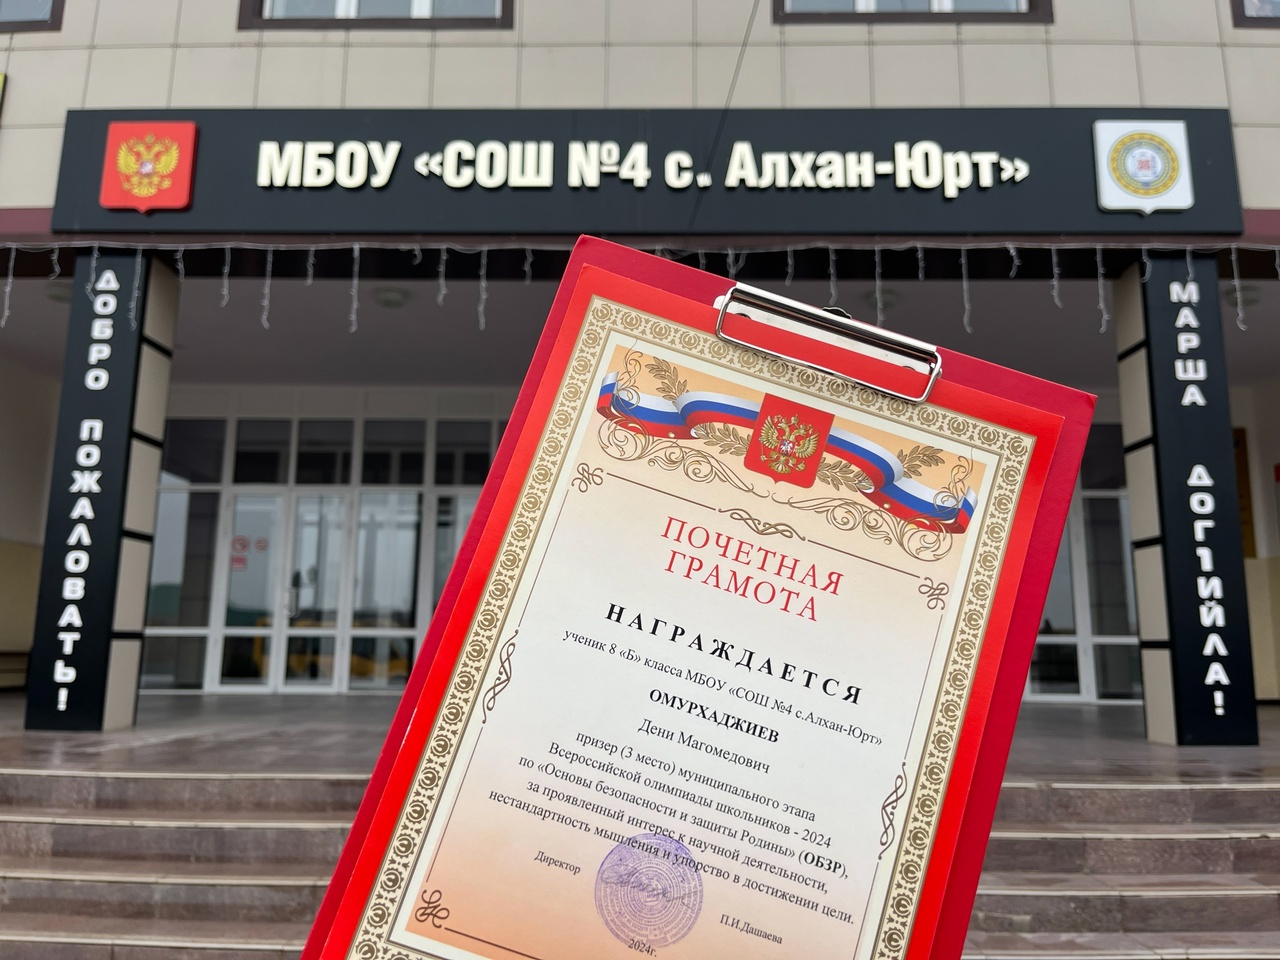 МБОУ «СОШ №4 с. Алхан-Юрт»
ДОБРО ПОЖАЛОВАТЬ!
МАРША ДОГIИЙЛА!
ПОЧЕТНАЯ
ГРАМОТА
НАГРАЖДАЕТСЯ
ученик 8 «Б» класса МБОУ «СОШ №4 с.Алхан-Юрт»
ОМУРХАДЖИЕВ
Дени Магомедович
призер (3 место) муниципального этапа
Всероссийской олимпиады школьников - 2024
по «Основы безопасности и защиты Родины» (ОБЗР),
за проявленный интерес к научной деятельности,
нестандартность мышления и упорство в достижении цели.
Директор
П.И.Дашаева
2024г.